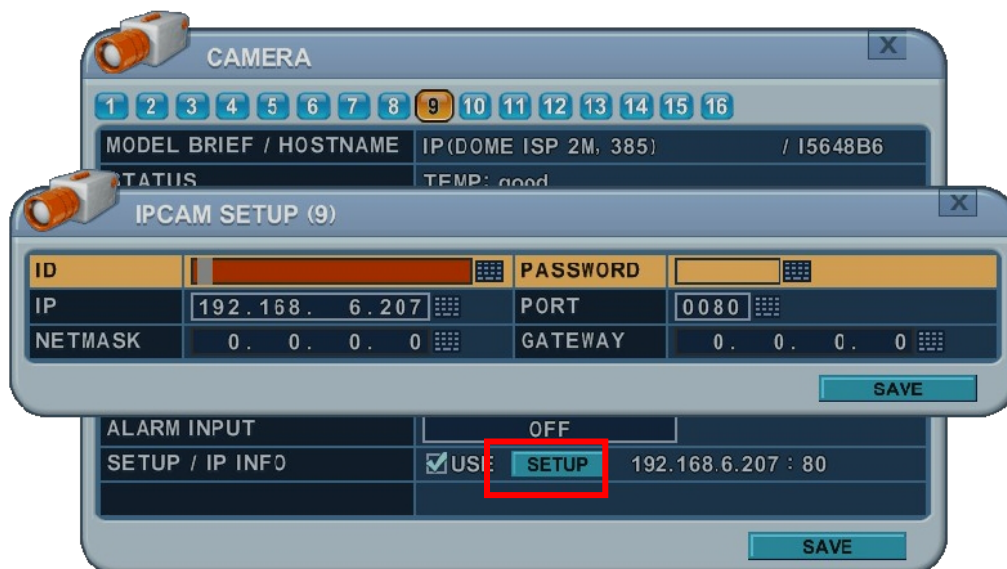 CAMERA X
1 2 3 4 5 6 7 8 9 10 11 12 13 14 15 16
MODEL BRIEF / HOSTNAME IP(DOME ISP 2M, 385) / I5648B6
STATUS TEMP: good
IPCAM SETUP (9) X
ID PASSWORD
IP 192.168. 6.207 PORT 0080
NETMASK 0. 0. 0. 0 GATEWAY 0. 0. 0. 0
SAVE
ALARM INPUT OFF
SETUP / IP INFO USE SETUP 192.168.6.207 : 80
SAVE